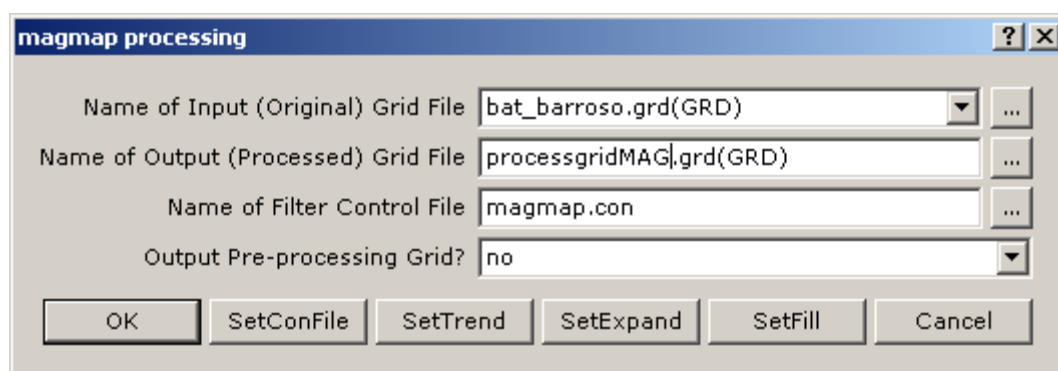 magmap processing
Name of Input (Original) Grid File bat_barroso.grd(GRD) ...
Name of Output (Processed) Grid File processgridMAG.grd(GRD) ...
Name of Filter Control File magmap.con ...
Output Pre-processing Grid? no
OK SetConFile SetTrend SetExpand SetFill Cancel